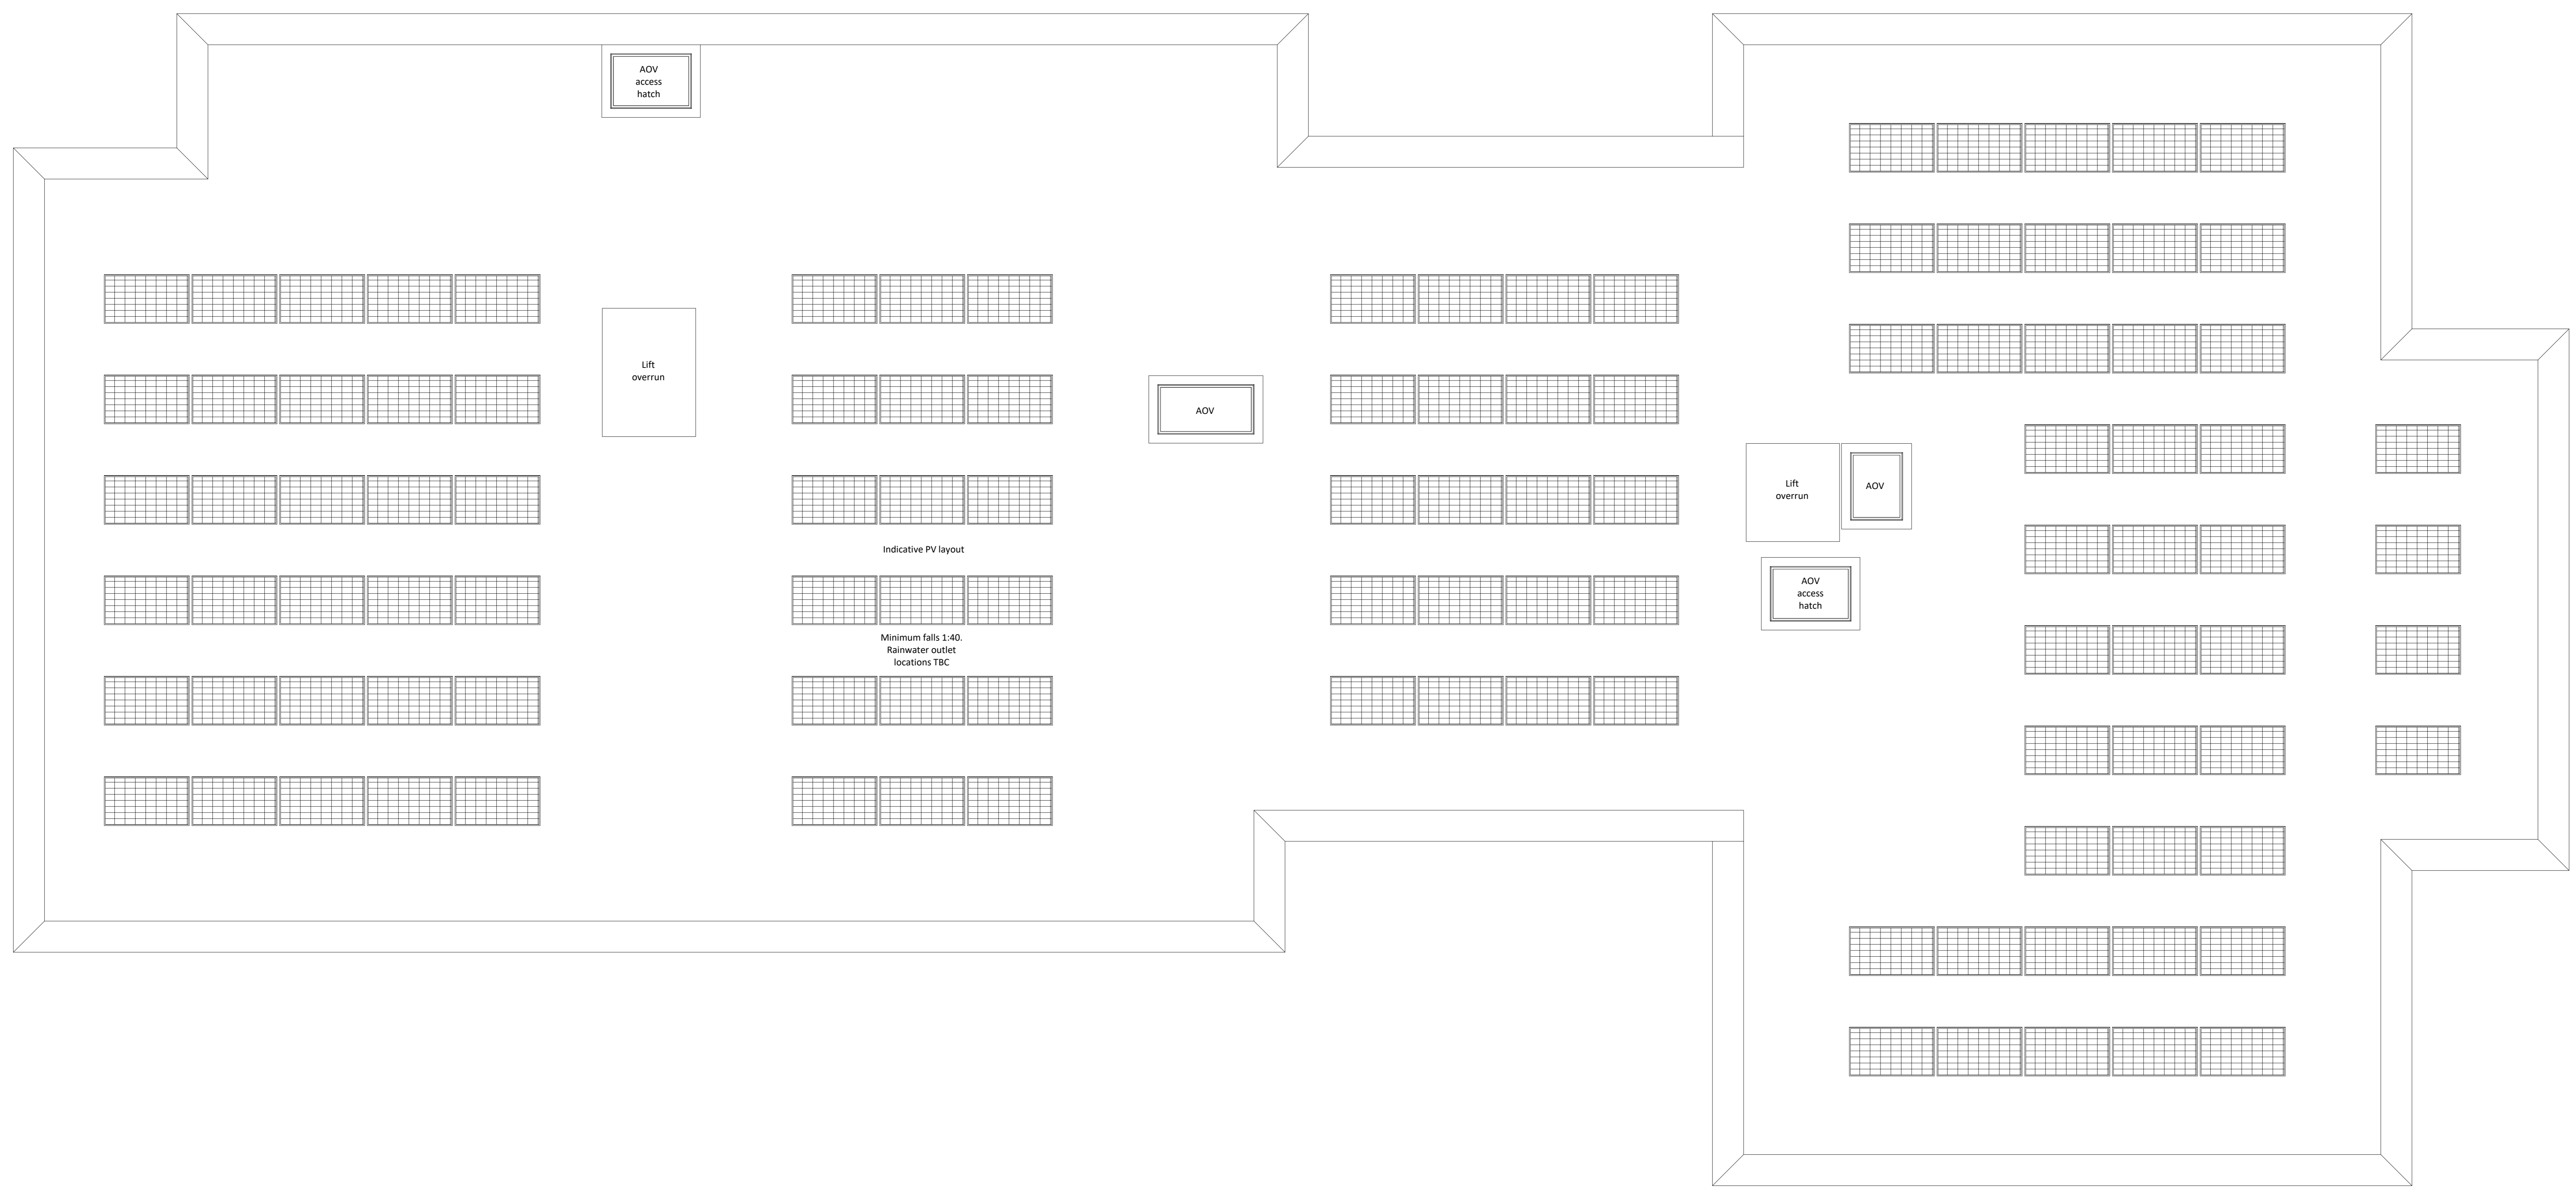 AOV
access
hatch
Lift
overrun
AOV
Lift
overrun
AOV
Indicative PV layout
AOV
access
hatch
Minimum falls 1:40.
Rainwater outlet
locations TBC